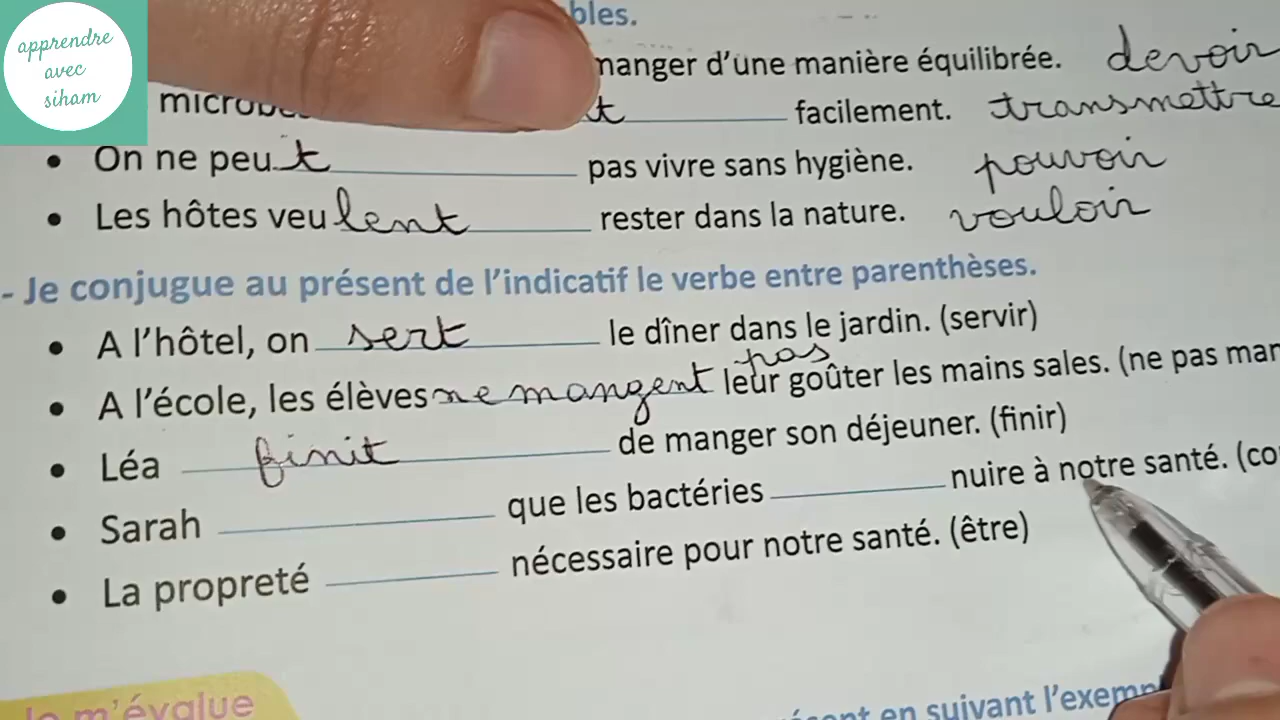 apprendre
avec
siham
bles.
manger d'une manière équilibrée. devoir
t facilement. transmettre
• On ne peut pas vivre sans hygiène. pouvoir
• Les hôtes veulent rester dans la nature. vouloir
- Je conjugue au présent de l'indicatif le verbe entre parenthèses.
• A l'hôtel, on sert le dîner dans le jardin. (servir)
pas
• A l'école, les élèves ne mangent leur goûter les mains sales. (ne pas man
• Léa finit de manger son déjeuner. (finir)
• Sarah que les bactéries nuire à notre santé. (co
• La propreté nécessaire pour notre santé. (être)
Je m'évalue
en suivant l'exemp